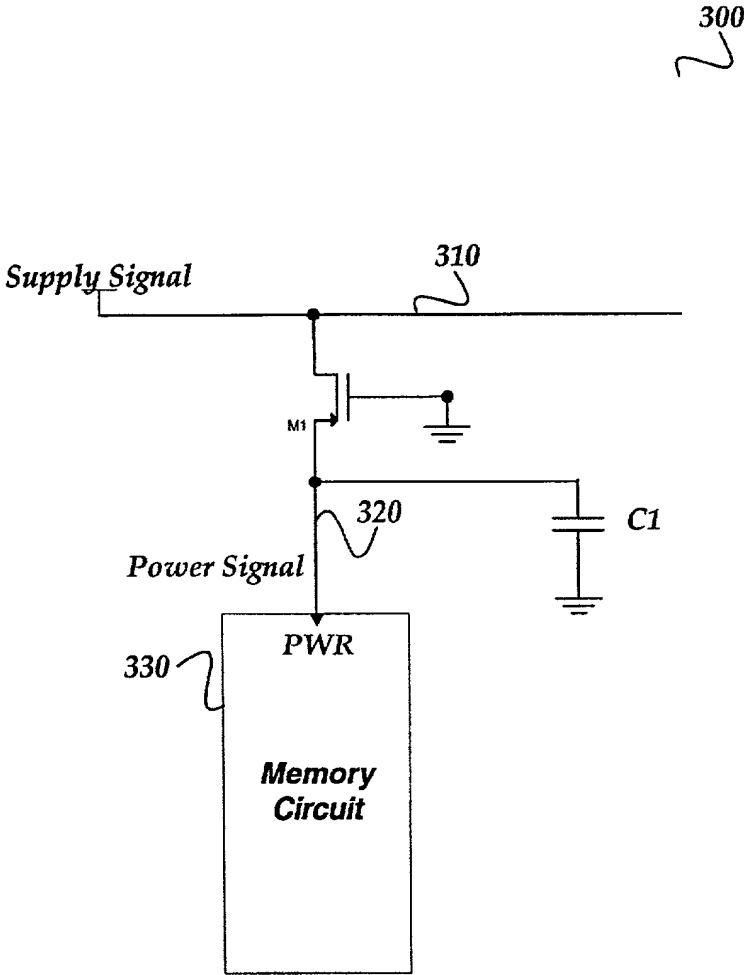 300
310
Supply Signal
M1
320
C1
Power Signal
PWR
330
Memory
Circuit